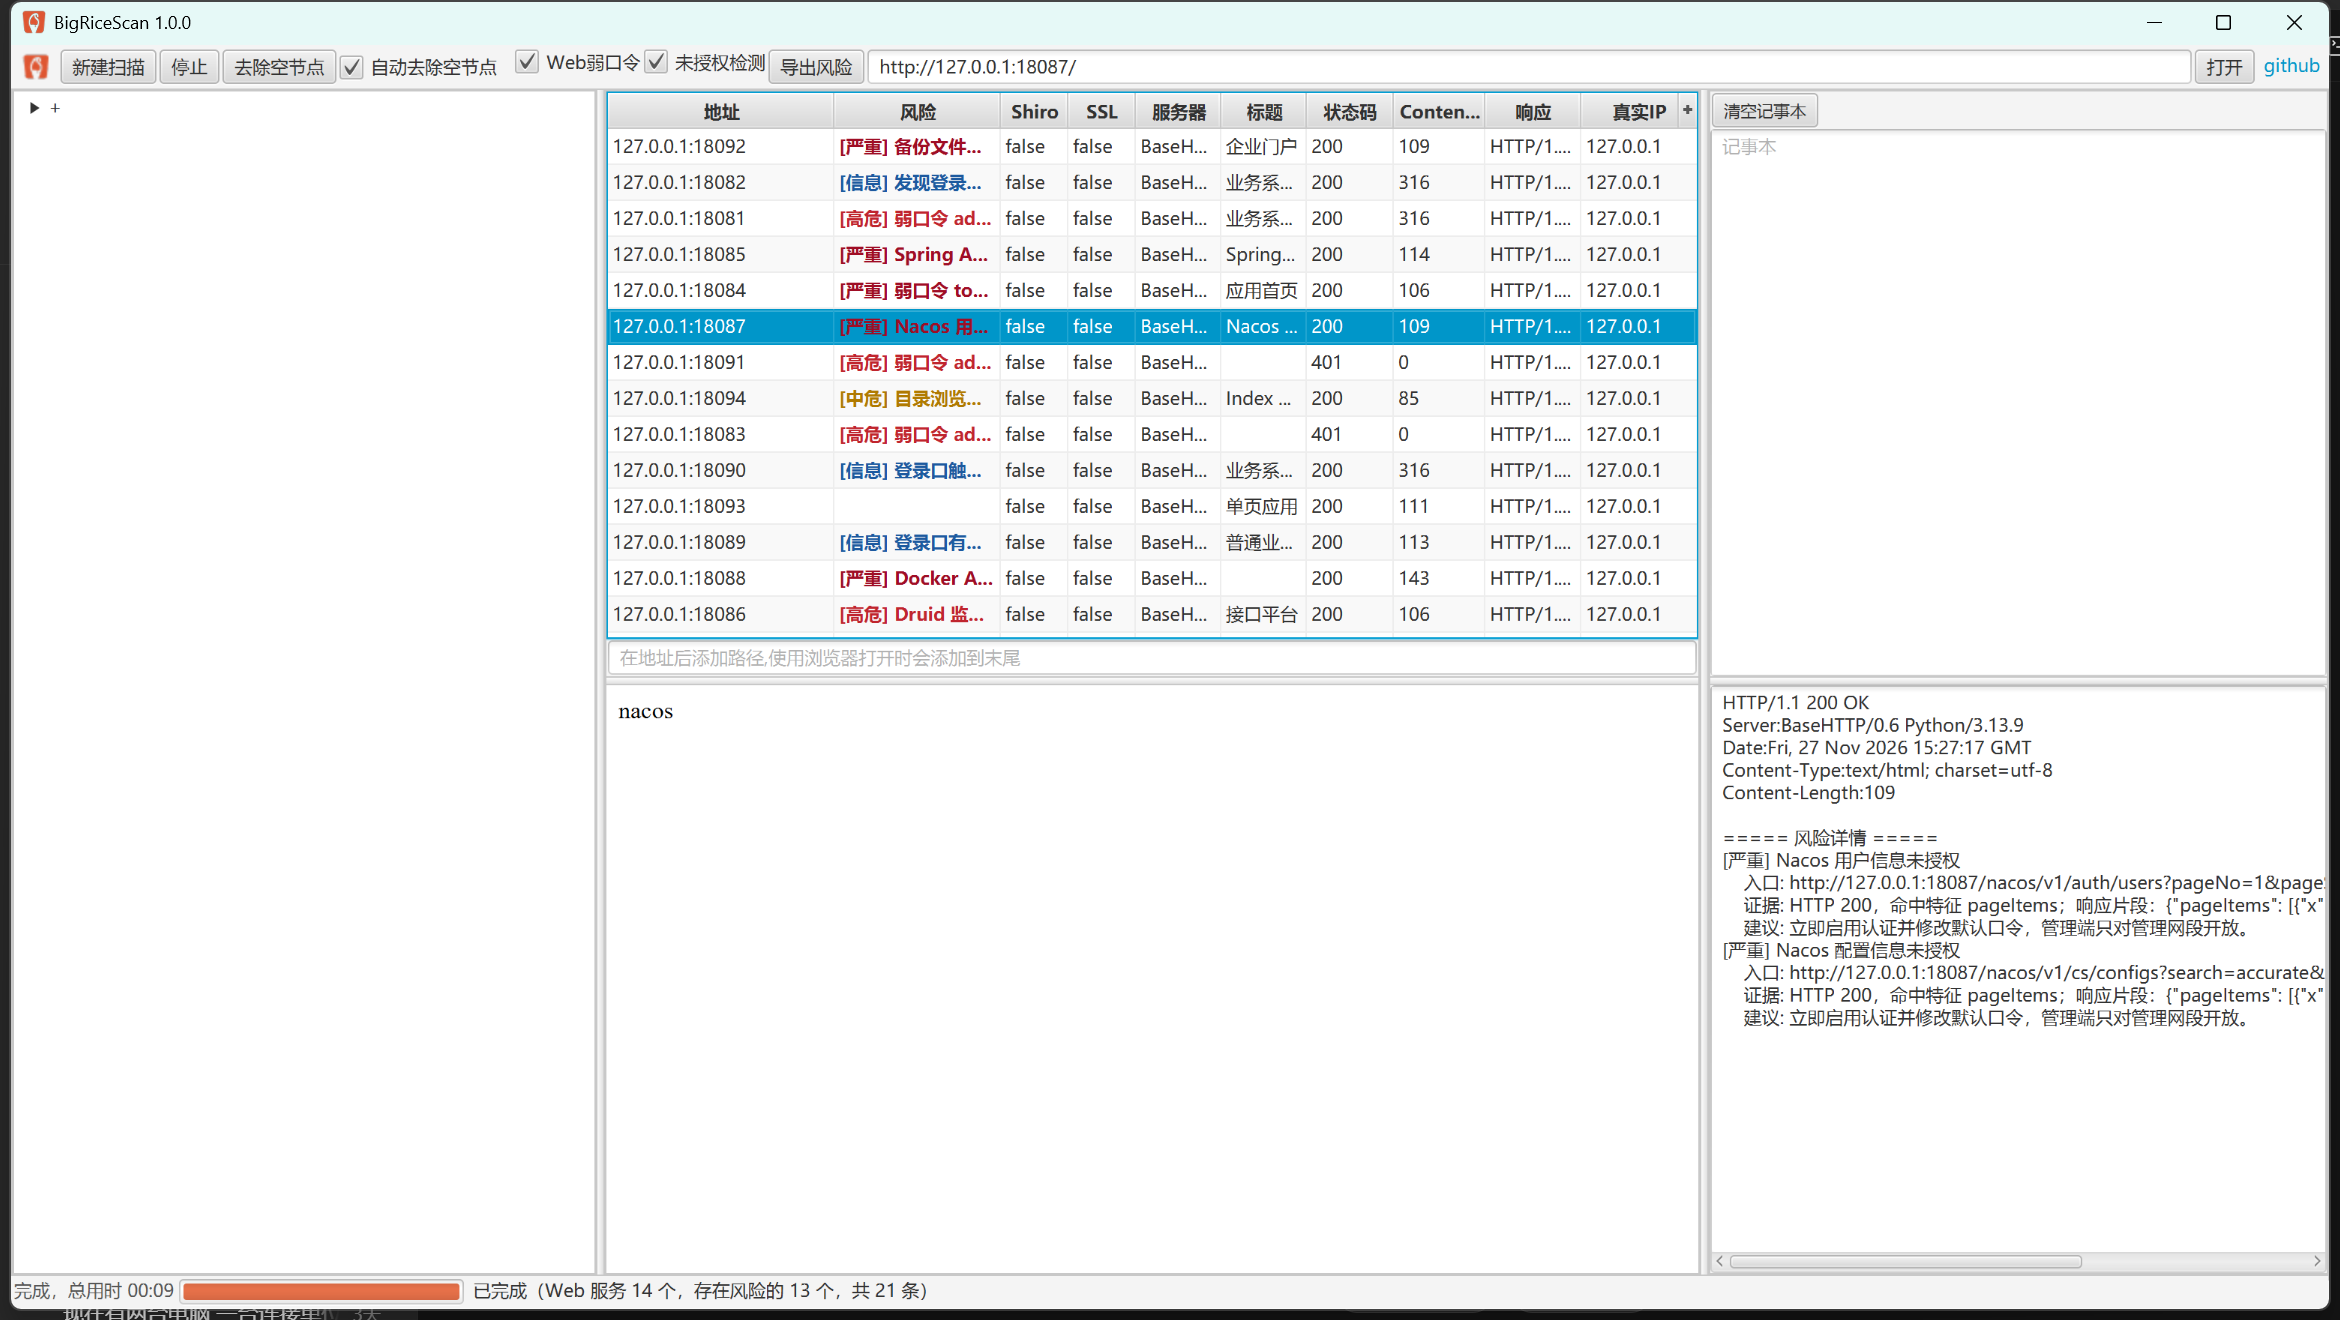 BigRiceScan 1.0.0
新建扫描 停止 去除空节点 自动去除空节点 Web弱口令 未授权检测 导出风险 http://127.0.0.1:18087/ 打开 github
+
地址 风险 Shiro SSL 服务器 标题 状态码 Conten... 响应 真实IP +
127.0.0.1:18092 [严重] 备份文件... false false BaseH... 企业门户 200 109 HTTP/1.... 127.0.0.1
127.0.0.1:18082 [信息] 发现登录... false false BaseH... 业务系... 200 316 HTTP/1.... 127.0.0.1
127.0.0.1:18081 [高危] 弱口令 ad... false false BaseH... 业务系... 200 316 HTTP/1.... 127.0.0.1
127.0.0.1:18085 [严重] Spring A... false false BaseH... Spring... 200 114 HTTP/1.... 127.0.0.1
127.0.0.1:18084 [严重] 弱口令 to... false false BaseH... 应用首页 200 106 HTTP/1.... 127.0.0.1
127.0.0.1:18087 [严重] Nacos 用... false false BaseH... Nacos ... 200 109 HTTP/1.... 127.0.0.1
127.0.0.1:18091 [高危] 弱口令 ad... false false BaseH... 401 0 HTTP/1.... 127.0.0.1
127.0.0.1:18094 [中危] 目录浏览... false false BaseH... Index ... 200 85 HTTP/1.... 127.0.0.1
127.0.0.1:18083 [高危] 弱口令 ad... false false BaseH... 401 0 HTTP/1.... 127.0.0.1
127.0.0.1:18090 [信息] 登录口触... false false BaseH... 业务系... 200 316 HTTP/1.... 127.0.0.1
127.0.0.1:18093 false false BaseH... 单页应用 200 111 HTTP/1.... 127.0.0.1
127.0.0.1:18089 [信息] 登录口有... false false BaseH... 普通业... 200 113 HTTP/1.... 127.0.0.1
127.0.0.1:18088 [严重] Docker A... false false BaseH... 200 143 HTTP/1.... 127.0.0.1
127.0.0.1:18086 [高危] Druid 监... false false BaseH... 接口平台 200 106 HTTP/1.... 127.0.0.1
在地址后添加路径,使用浏览器打开时会添加到末尾
nacos
清空记事本
记事本
HTTP/1.1 200 OK
Server:BaseHTTP/0.6 Python/3.13.9
Date:Fri, 27 Nov 2026 15:27:17 GMT
Content-Type:text/html; charset=utf-8
Content-Length:109
===== 风险详情 =====
[严重] Nacos 用户信息未授权
入口: http://127.0.0.1:18087/nacos/v1/auth/users?pageNo=1&page
证据: HTTP 200，命中特征 pageItems；响应片段：{"pageItems": [{"x"
建议: 立即启用认证并修改默认口令，管理端只对管理网段开放。
[严重] Nacos 配置信息未授权
入口: http://127.0.0.1:18087/nacos/v1/cs/configs?search=accurate&
证据: HTTP 200，命中特征 pageItems；响应片段：{"pageItems": [{"x"
建议: 立即启用认证并修改默认口令，管理端只对管理网段开放。
完成，总用时 00:09 已完成（Web 服务 14 个，存在风险的 13 个，共 21 条）